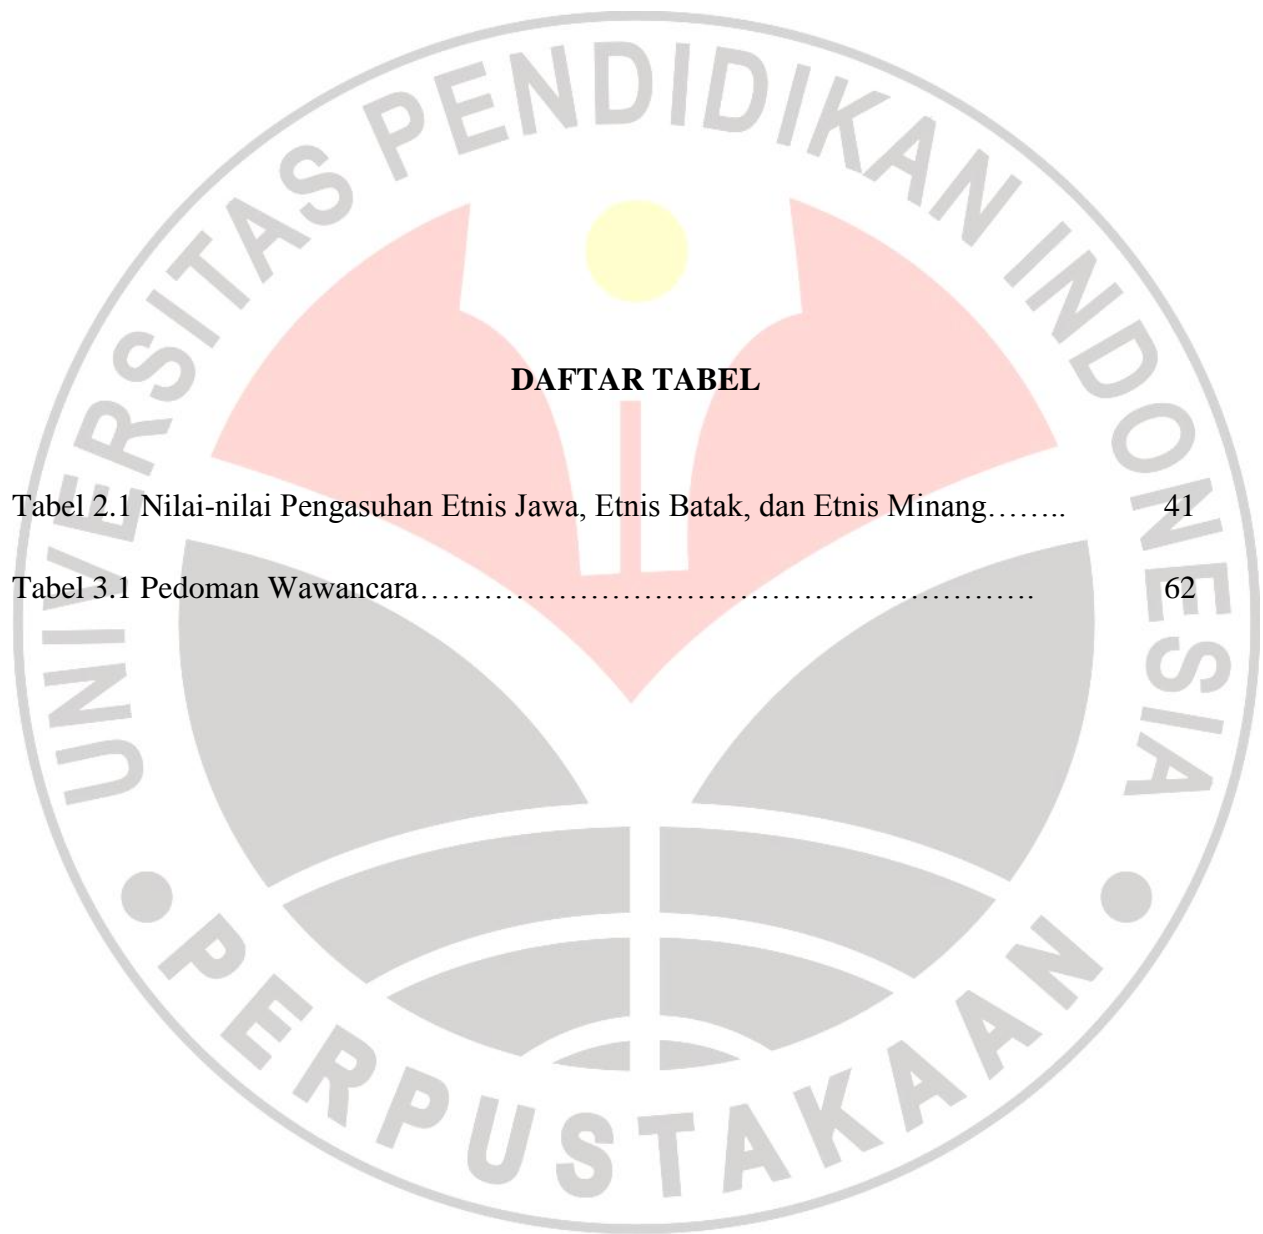 UNIVERSITAS PENDIDIKAN INDONESIA
DAFTAR TABEL
Tabel 2.1 Nilai-nilai Pengasuhan Etnis Jawa, Etnis Batak, dan Etnis Minang…….. 41
Tabel 3.1 Pedoman Wawancara……………………………………………………. 62
PERPUSTAKAAN